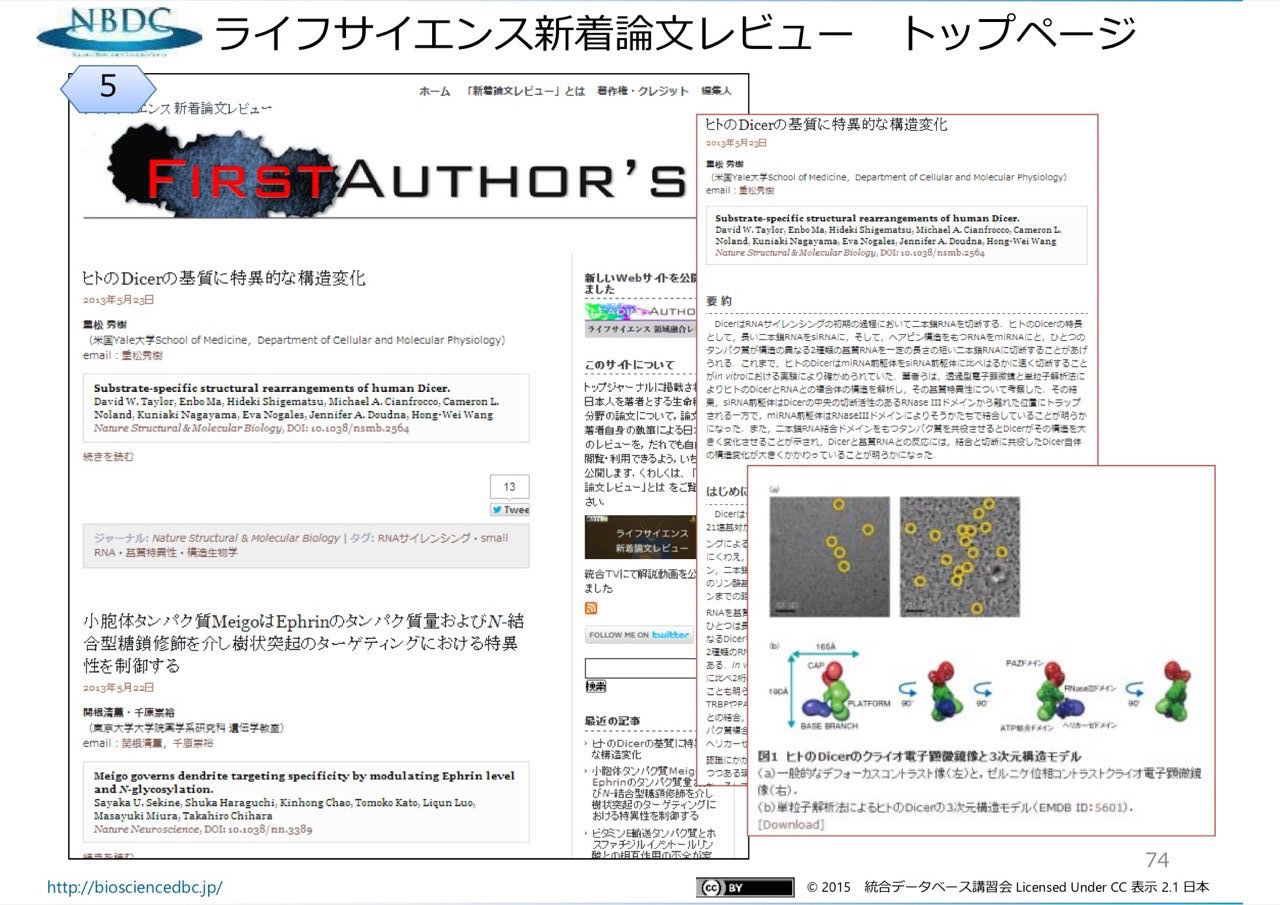 NBDC
ライフサイエンス新着論文レビュー　トップページ
5
ホーム 「新着論文レビュー」とは 著作権・クレジット 編集人
エンス 新着論文レビュー
FIRSTAUTHOR'S
ヒトのDicerの基質に特異的な構造変化
2013年5月23日
重松 秀樹
（米国Yale大学School of Medicine，Department of Cellular and Molecular Physiology）
email：重松秀樹
Substrate-specific structural rearrangements of human Dicer.
David W. Taylor, Enbo Ma, Hideki Shigematsu, Michael A. Cianfrocco, Cameron L.
Noland, Kuniaki Nagayama, Eva Nogales, Jennifer A. Doudna, Hong-Wei Wang
Nature Structural & Molecular Biology, DOI: 10.1038/nsmb.2564
続きを読む
13
Twee
ジャーナル: Nature Structural & Molecular Biology | タグ: RNAサイレンシング・small
RNA・基質特異性・構造生物学
小胞体タンパク質MeigoはEphrinのタンパク質量およびN-結
合型糖鎖修飾を介し樹状突起のターゲティングにおける特異
性を制御する
2013年5月22日
関根清薫・千原崇裕
（東京大学大学院薬学系研究科 遺伝学教室）
email：関根清薫，千原崇裕
Meigo governs dendrite targeting specificity by modulating Ephrin level
and N-glycosylation.
Sayaka U. Sekine, Shuka Haraguchi, Kinhong Chao, Tomoko Kato, Liqun Luo,
Masayuki Miura, Takahiro Chihara
Nature Neuroscience, DOI: 10.1038/nn.3389
続きを読む
新しいWebサイトを公開
ました
LEADING AUTHO
ライフサイエンス 領域融合レ
このサイトについて
トップジャーナルに掲載され
日本人を著者とする生命
分野の論文について，論文
著者自身の執筆による日
のレビューを，だれでも自
閲覧・利用できるよう，いち
公開します．くわしくは，「
論文レビュー」とは をご覧
さい．
ライフサイエンス
新着論文レビュー
統合TVにて解説動画を公
ました
FOLLOW ME ON twitter
検索
最近の記事
ヒトのDicerの基質に特異
な構造変化
小胞体タンパク質Meig
Ephrinのタンパク質量
びN-結合型糖鎖修飾を介し
樹状突起のターゲティングに
おける特異性を制御する
ビタミンE輸送タンパク質とホ
スファチジルイノシトールリン
酸との相互作用の不全が家
ヒトのDicerの基質に特異的な構造変化
2013年5月23日
重松 秀樹
（米国Yale大学School of Medicine，Department of Cellular and Molecular Physiology）
email：重松秀樹
Substrate-specific structural rearrangements of human Dicer.
David W. Taylor, Enbo Ma, Hideki Shigematsu, Michael A. Cianfrocco, Cameron L.
Noland, Kuniaki Nagayama, Eva Nogales, Jennifer A. Doudna, Hong-Wei Wang
Nature Structural & Molecular Biology, DOI: 10.1038/nsmb.2564
要 約
DicerはRNAサイレンシングの初期の過程において二本鎖RNAを切断する．ヒトのDicerの特長
として，長い二本鎖RNAをsiRNAに，そして，ヘアピン構造をもつRNAをmiRNAにと，ひとつの
タンパク質が構造の異なる2種類の基質RNAを一定の長さの短い二本鎖RNAに切断することがあげ
られる．これまで，ヒトのDicerはmiRNA前駆体をsiRNA前駆体に比べはるかに速く切断すること
がin vitroにおける実験により確かめられていた．筆者らは，透過型電子顕微鏡と単粒子解析法に
よりヒトのDicerとRNAとの複合体の構造を解析し，その基質特異性について考察した．その結
果，siRNA前駆体はDicerの中央の切断活性のあるRNase IIIドメインから離れた位置にトラップ
される一方で，miRNA前駆体はRNaseIIIドメインによりそうかたちで結合していることが明らか
になった．また，二本鎖RNA結合ドメインをもつタンパク質を共役させるとDicerがその構造を大
きく変化させることが示され，Dicerと基質RNAとの反応には，結合と切断に共役したDicer自体
の構造変化が大きくかかわっていることが明らかになった．
はじめに
Dicerは
21塩基対
ングによる
にくわえ，
ン，二本鎖
のリン酸基
ンまでの距
RNAを基質
ひとつは長
なるDicer
2種類のRN
ある．in v
に比べ2桁
ことも明ら
TRBPやPA
との結合，
パク質複合
ヘリカーゼ
認識にかか
つつある現
(a)
(b)
165Å
190Å
CAP
PLATFORM
BASE BRANCH
90°
90°
PAZドメイン
RNaseIIIドメイン
ATP結合ドメイン
ヘリカーゼドメイン
90°
図1 ヒトのDicerのクライオ電子顕微鏡像と3次元構造モデル
（a）一般的なデフォーカスコントラスト像（左）と，ゼルニケ位相コントラストクライオ電子顕微鏡
像（右）．
（b）単粒子解析法によるヒトのDicerの3次元構造モデル（EMDB ID：5601）．
[Download]
74
http://biosciencedbc.jp/
cc BY
© 2015　統合データベース講習会 Licensed Under CC 表示 2.1 日本